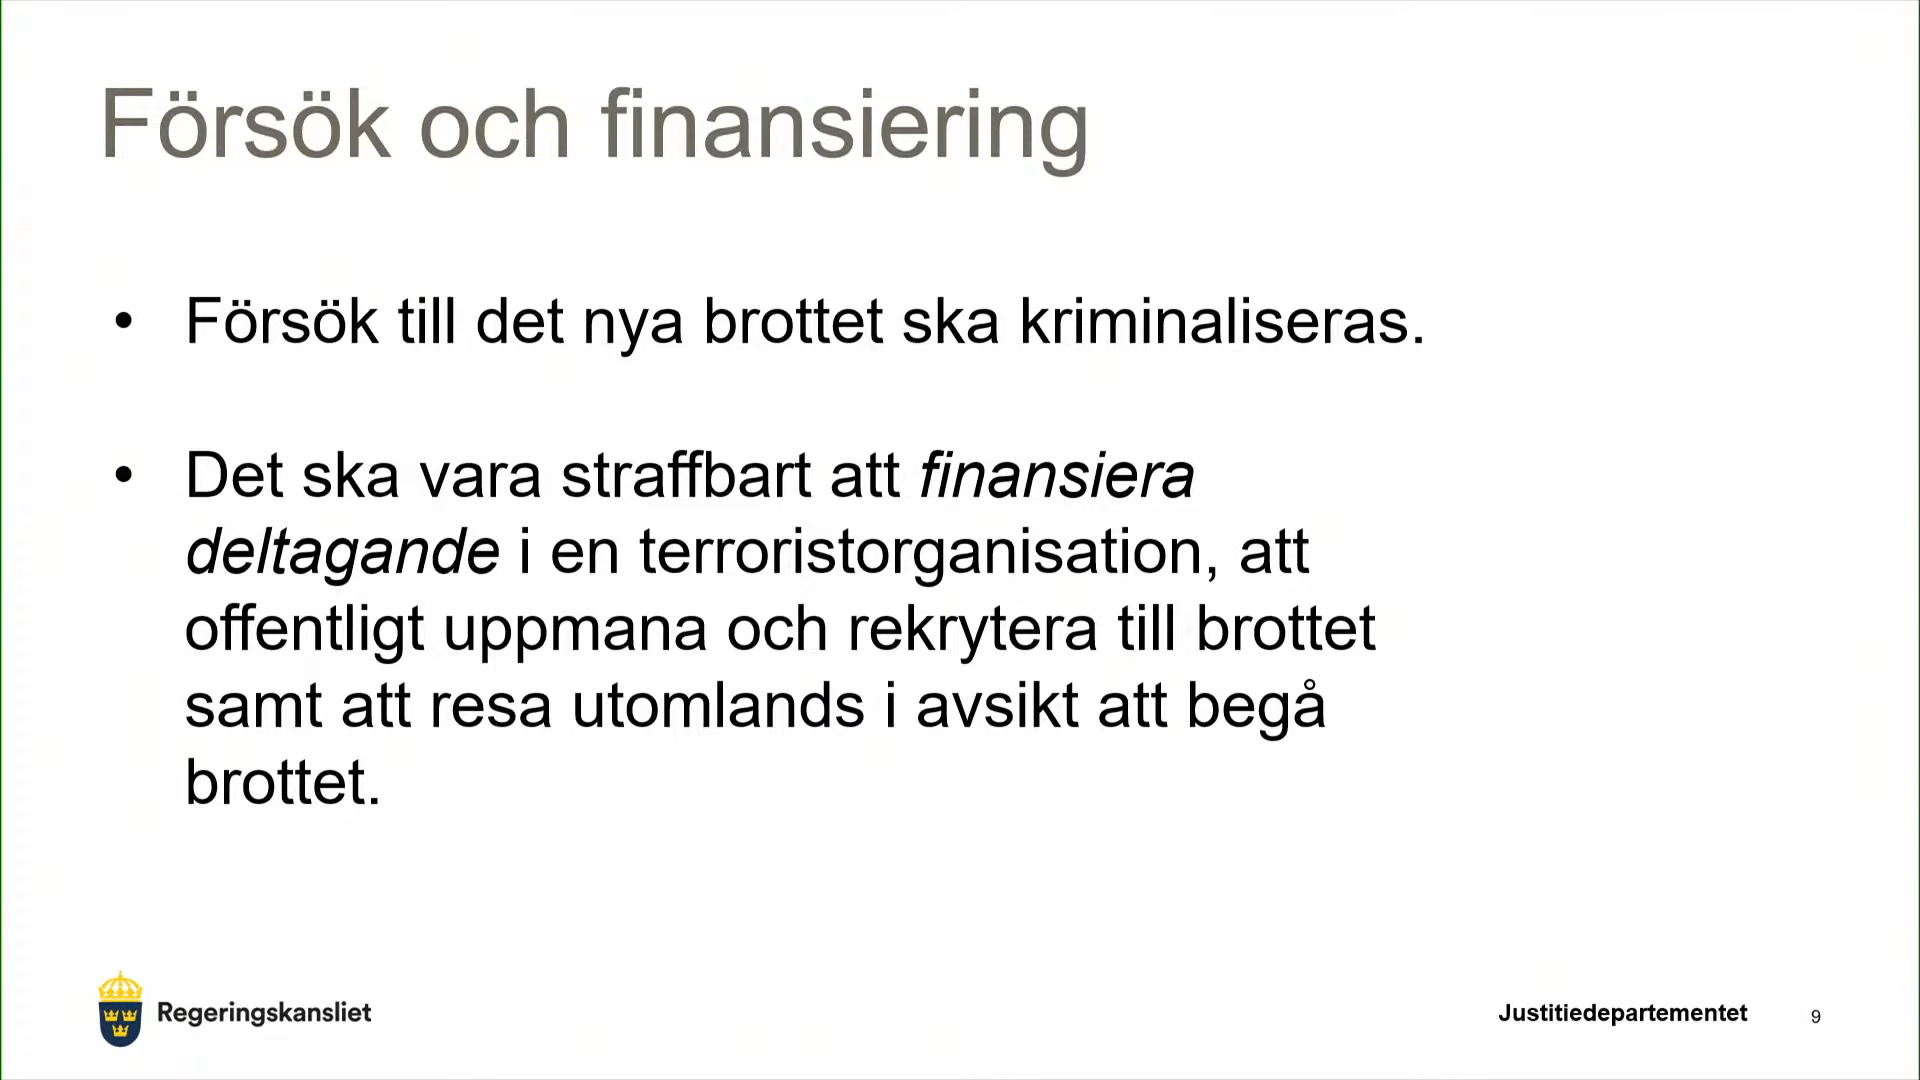 Försök och finansiering
• Försök till det nya brottet ska kriminaliseras.
• Det ska vara straffbart att finansiera
deltagande i en terroristorganisation, att
offentligt uppmana och rekrytera till brottet
samt att resa utomlands i avsikt att begå
brottet.
Regeringskansliet
Justitiedepartementet
9